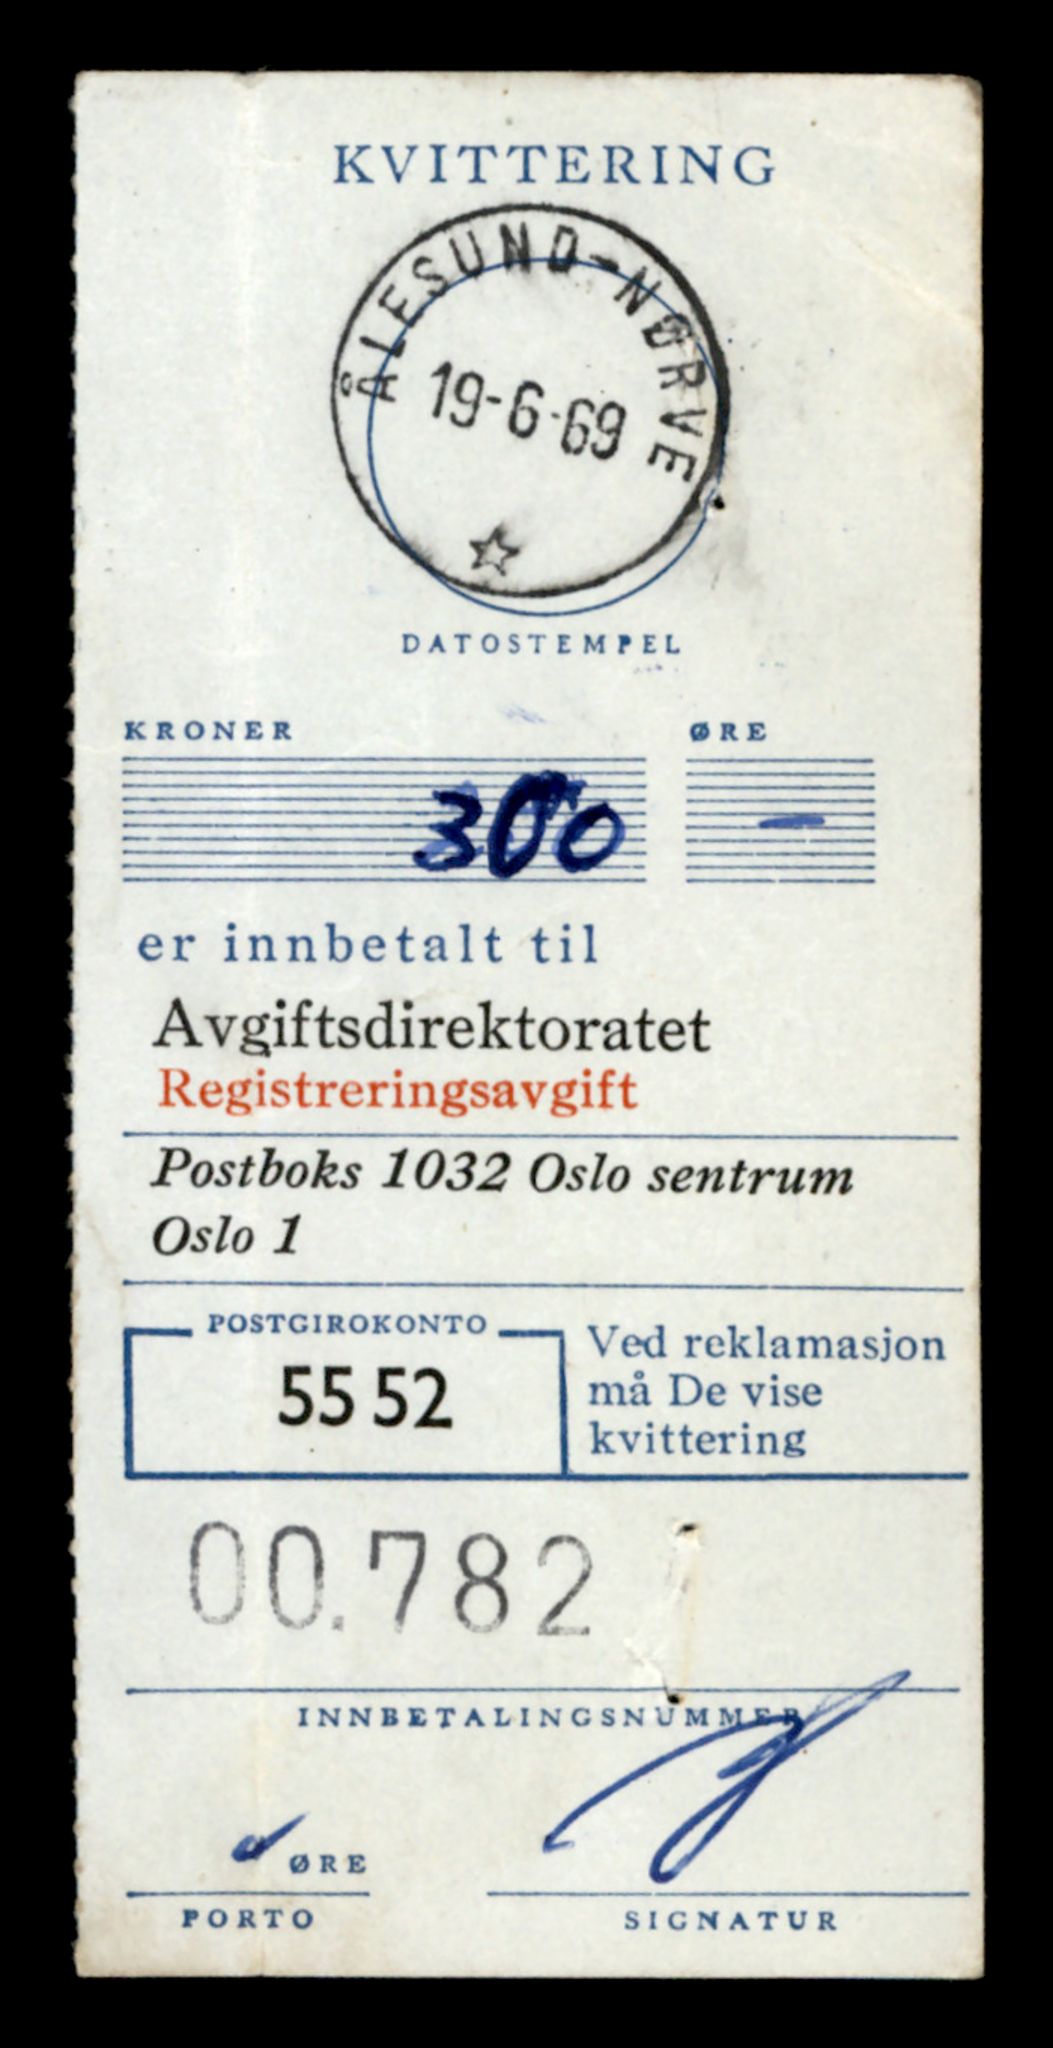 KVITTERING
ÅLESUND-NØRVE
19-6-69
DATOSTEMPEL
KRONER ØRE
300 —
er innbetalt til
Avgiftsdirektoratet
Registreringsavgift
Postboks 1032 Oslo sentrum
Oslo 1
POSTGIROKONTO
55 52
Ved reklamasjon
må De vise
kvittering
00.782
INNBETALINGSNUMMER
ØRE
PORTO SIGNATUR